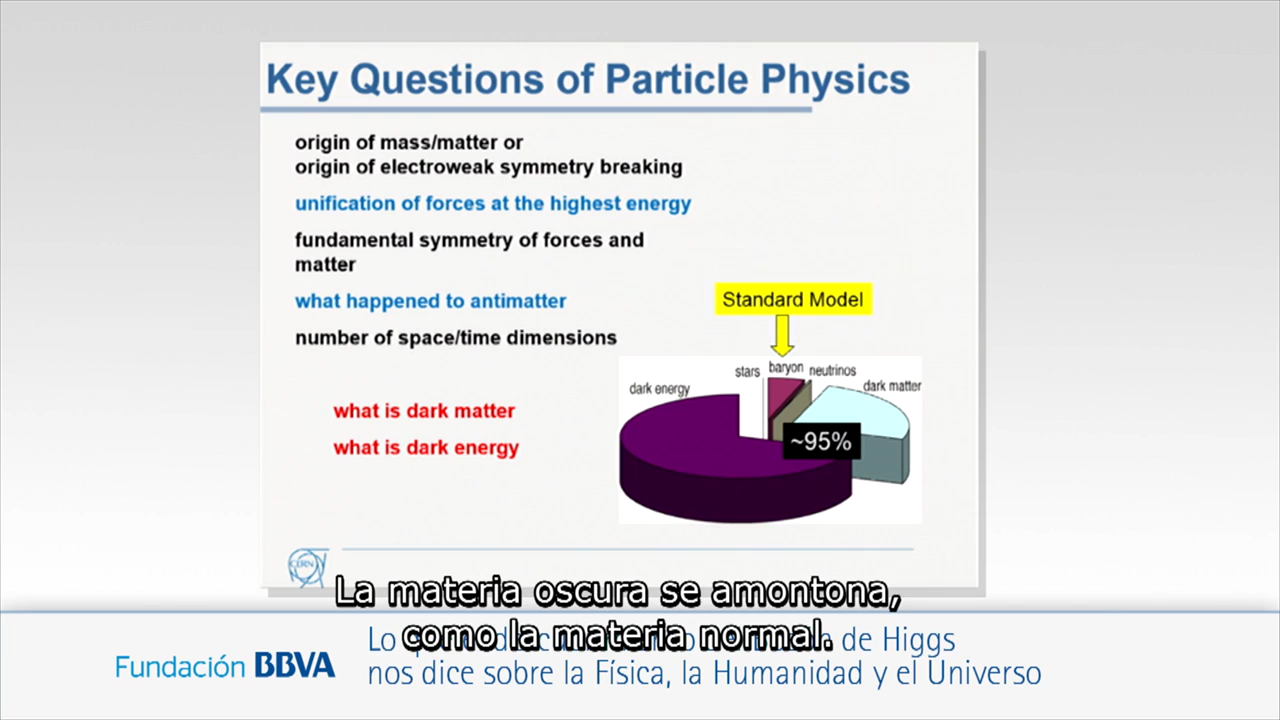 Key Questions of Particle Physics
origin of mass/matter or
origin of electroweak symmetry breaking
unification of forces at the highest energy
fundamental symmetry of forces and
matter
what happened to antimatter
number of space/time dimensions
what is dark matter
what is dark energy
Standard Model
stars
baryon
neutrinos
dark energy
dark matter
~95%
CERN
La materia oscura se amontona,
como la materia normal.
Fundación BBVA
Lo que de Higgs
nos dice sobre la Física, la Humanidad y el Universo